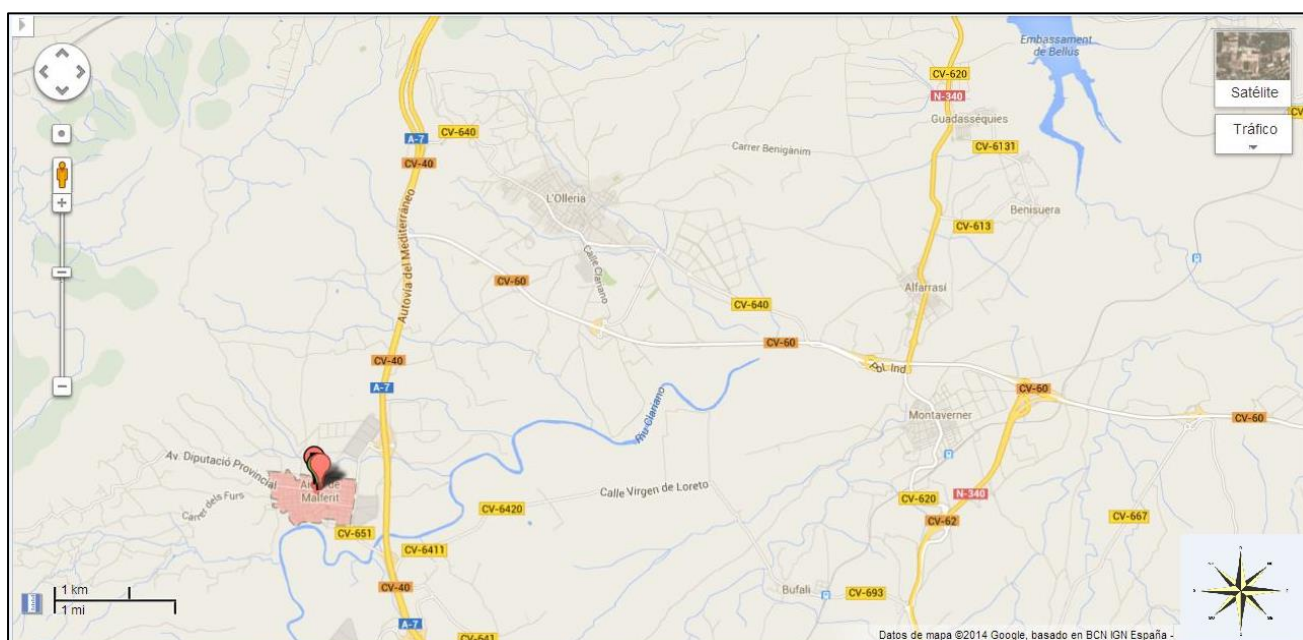 Embassament
de Bellús
Satélite
Tráfico
CV-620
N-340
Guadasséquies
CV-6131
A-7
CV-640
CV-40
Carrer Benigànim
L'Olleria
Benisuera
CV-613
Autovia del Mediterráneo
Calle Clariano
CV-60
Alfarrasí
CV-640
CV-60
Pol. Ind
CV-40
A-7
CV-60
Riu Clariano
Montaverner
CV-60
Av. Diputació Provincial
Malferit
Carrer dels Furs
Calle Virgen de Loreto
CV-620
N-340
CV-6420
CV-62
CV-667
CV-651
CV-6411
CV-40
Bufali
CV-693
1 km
1 mi
A-7
CV-641
Datos de mapa ©2014 Google, basado en BCN IGN España -